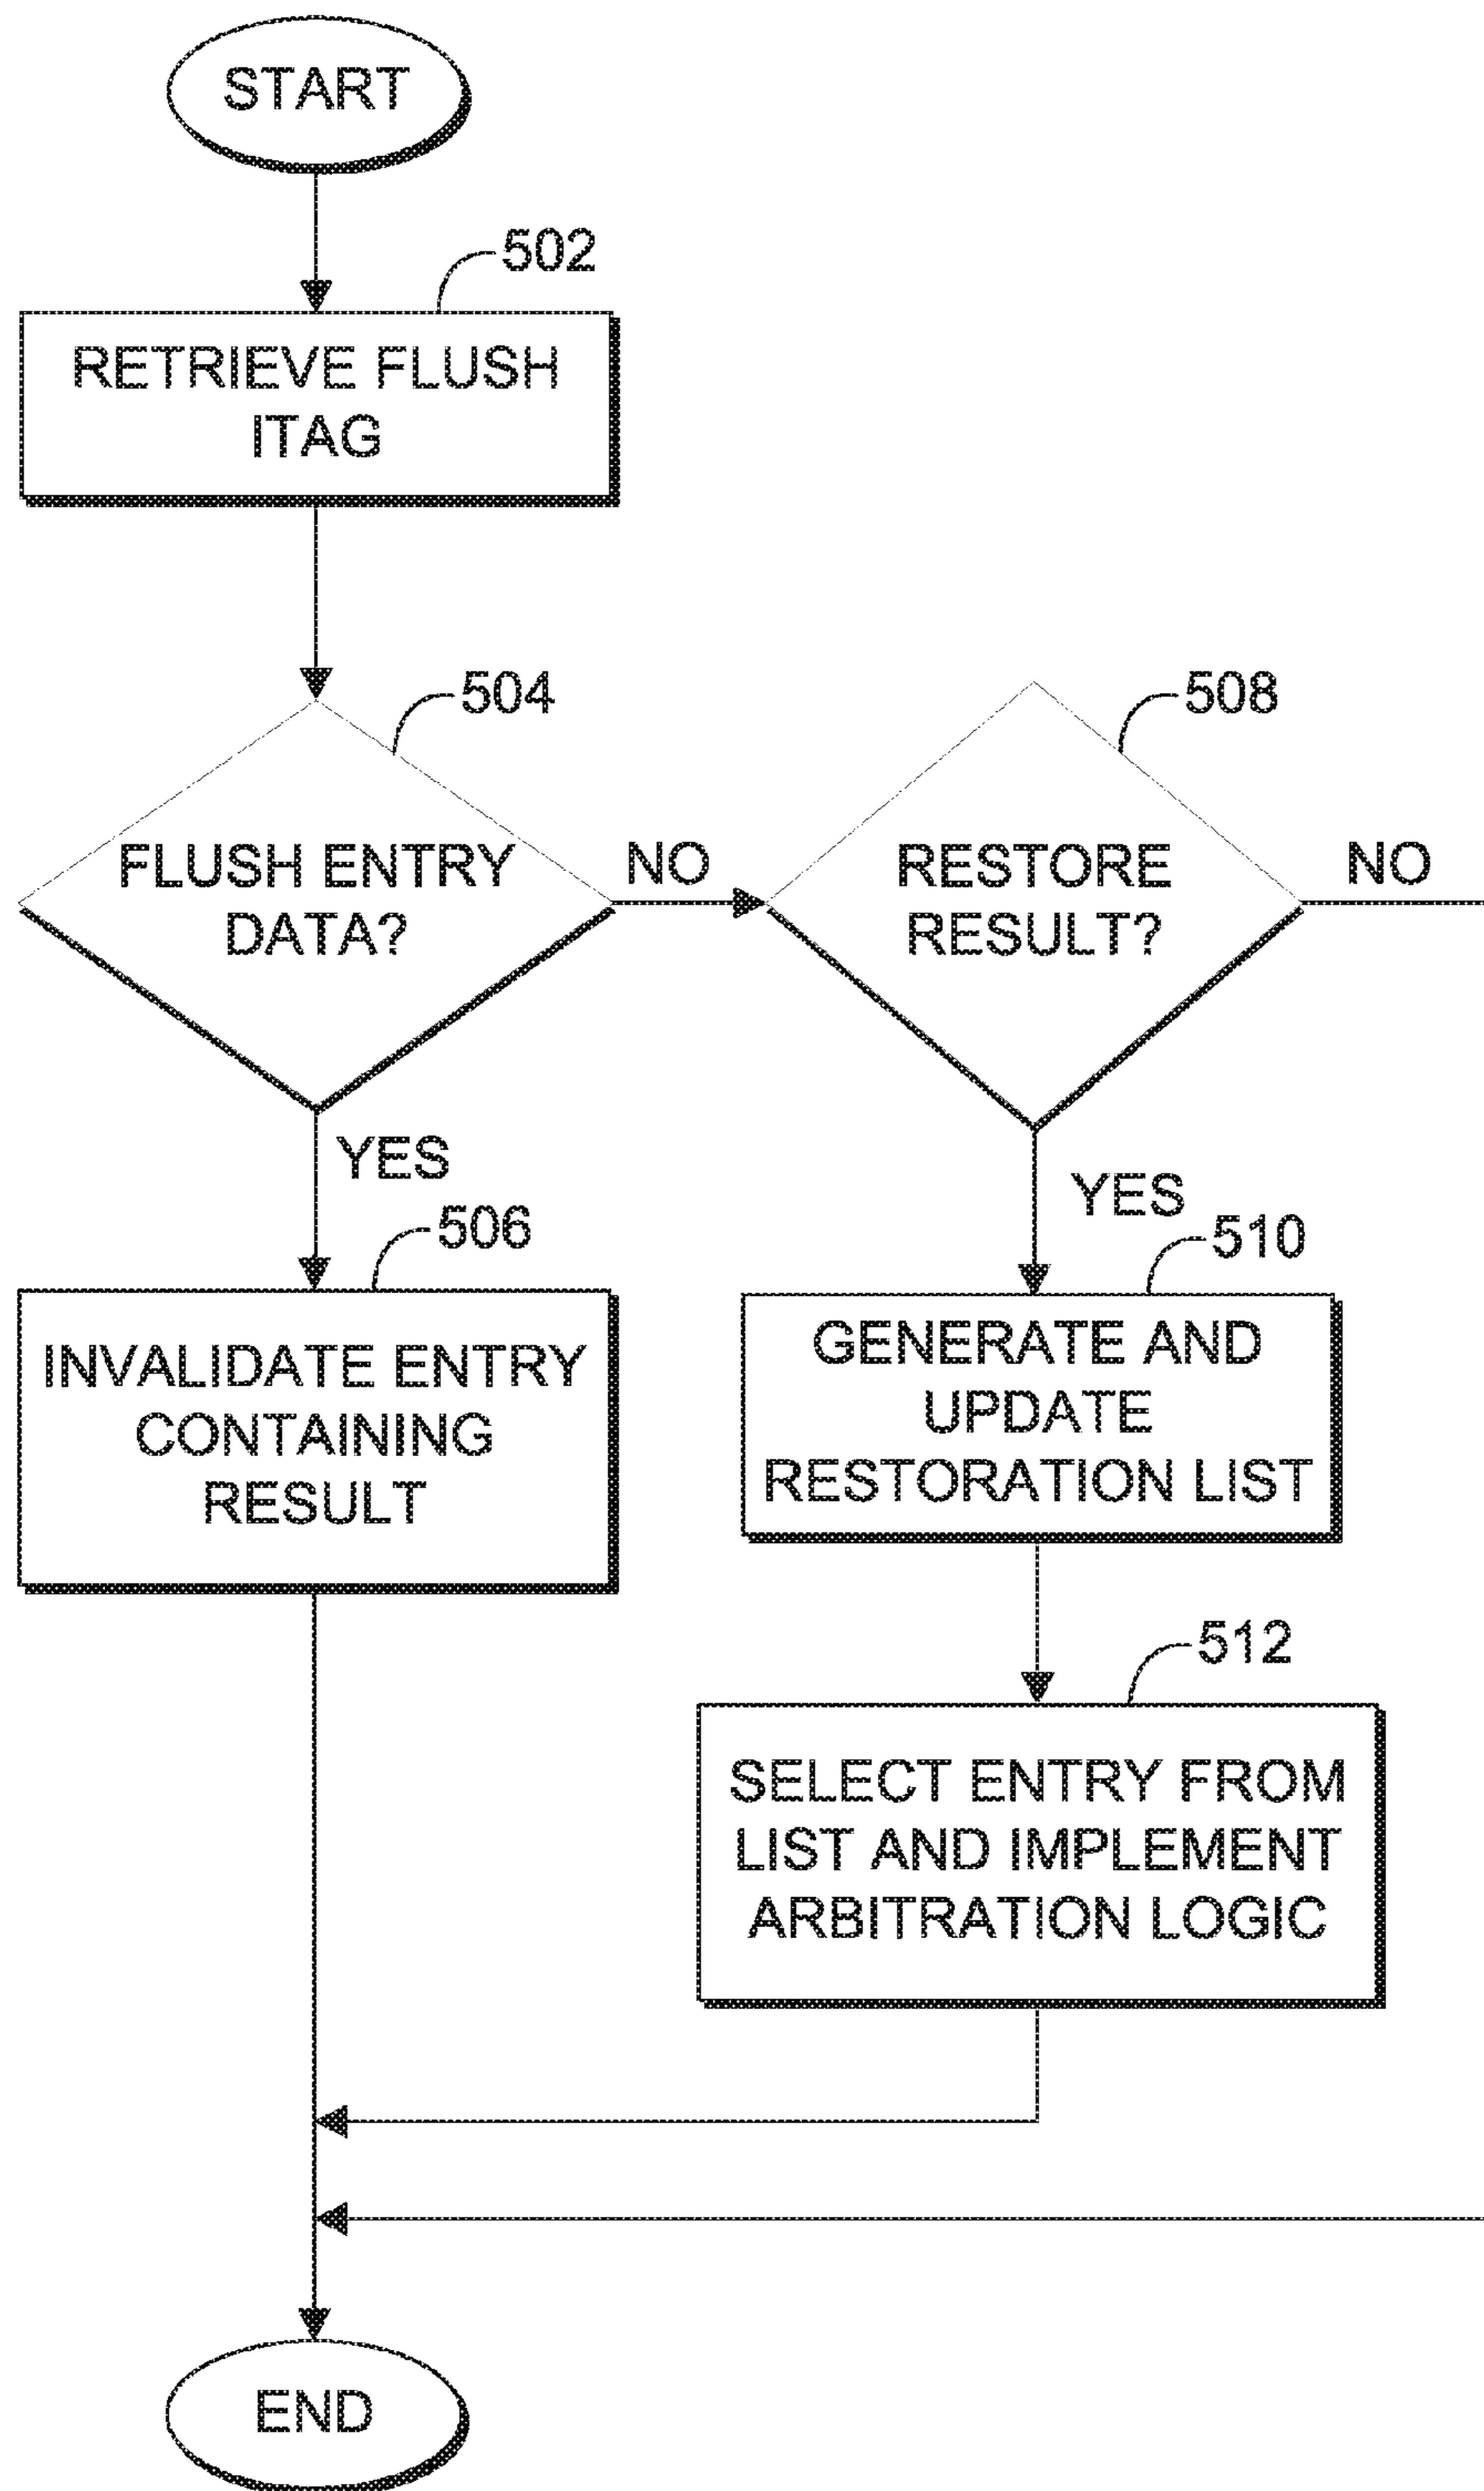 START
502
RETRIEVE FLUSH
ITAG
504
FLUSH ENTRY
DATA?
NO
508
RESTORE
RESULT?
NO
YES
506
INVALIDATE ENTRY
CONTAINING
RESULT
YES
510
GENERATE AND
UPDATE
RESTORATION LIST
512
SELECT ENTRY FROM
LIST AND IMPLEMENT
ARBITRATION LOGIC
END